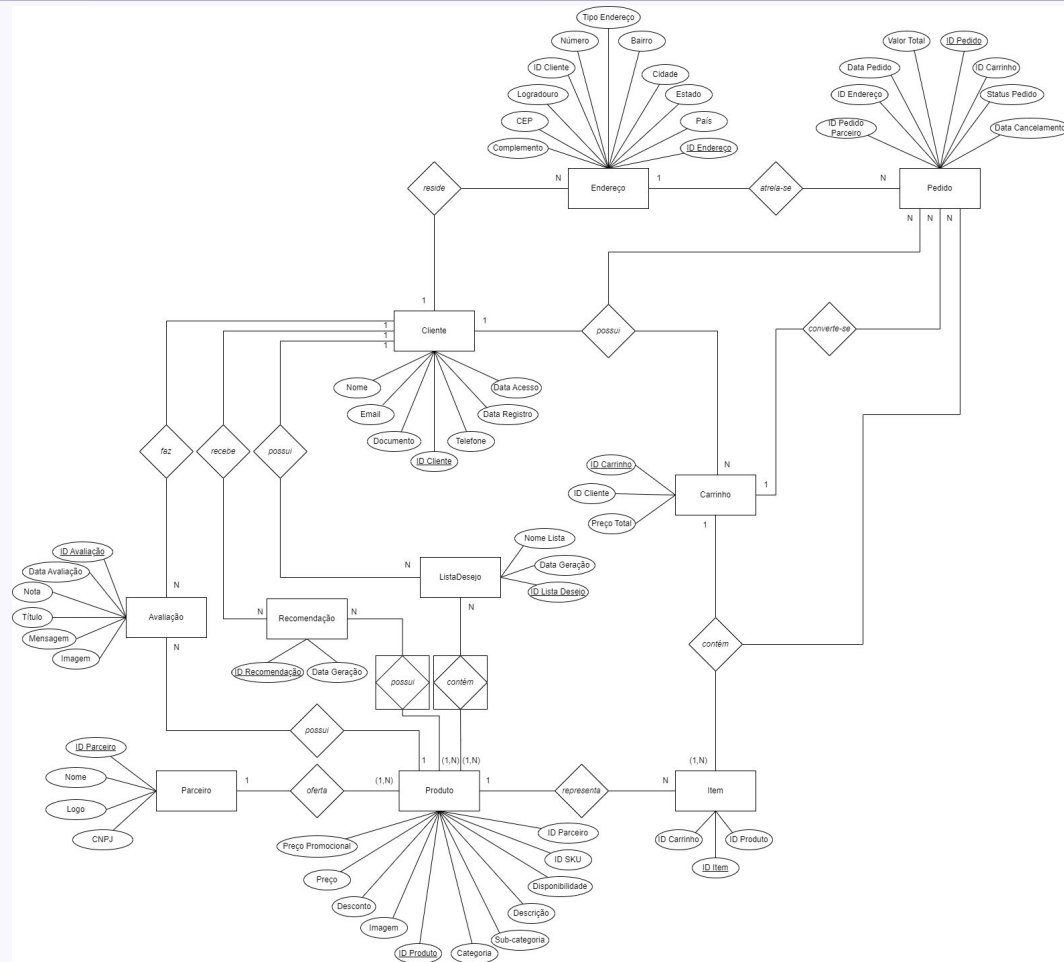 Tipo Endereço
Número
Bairro
ID Cliente
Cidade
Logradouro
Estado
CEP
País
Complemento
ID Endereço
Valor Total
ID Pedido
Data Pedido
ID Carrinho
ID Endereço
Status Pedido
ID Pedido
Parceiro
Data Cancelamento
reside
N
Endereço
1
atrela-se
N
Pedido
N
N
N
1
1
1
1
1
Cliente
1
possui
converte-se
Nome
Data Acesso
Email
Data Registro
Documento
Telefone
ID Cliente
faz
recebe
possui
N
ID Carrinho
ID Cliente
Carrinho
1
Preço Total
1
Nome Lista
N
ListaDesejo
Data Geração
ID Lista Desejo
N
ID Avaliação
Data Avaliação
Nota
Título
Mensagem
Imagem
N
Avaliação
N
N
Recomendação
N
ID Recomendação
Data Geração
contêm
possui
contêm
possui
1
(1,N)
(1,N)
(1,N)
ID Parceiro
Nome
Logo
CNPJ
Parceiro
1
oferta
(1,N)
Produto
1
representa
N
Item
ID Carrinho
ID Produto
ID Item
Preço Promocional
ID Parceiro
Preço
ID SKU
Desconto
Disponibilidade
Imagem
Descrição
ID Produto
Categoria
Sub-categoria